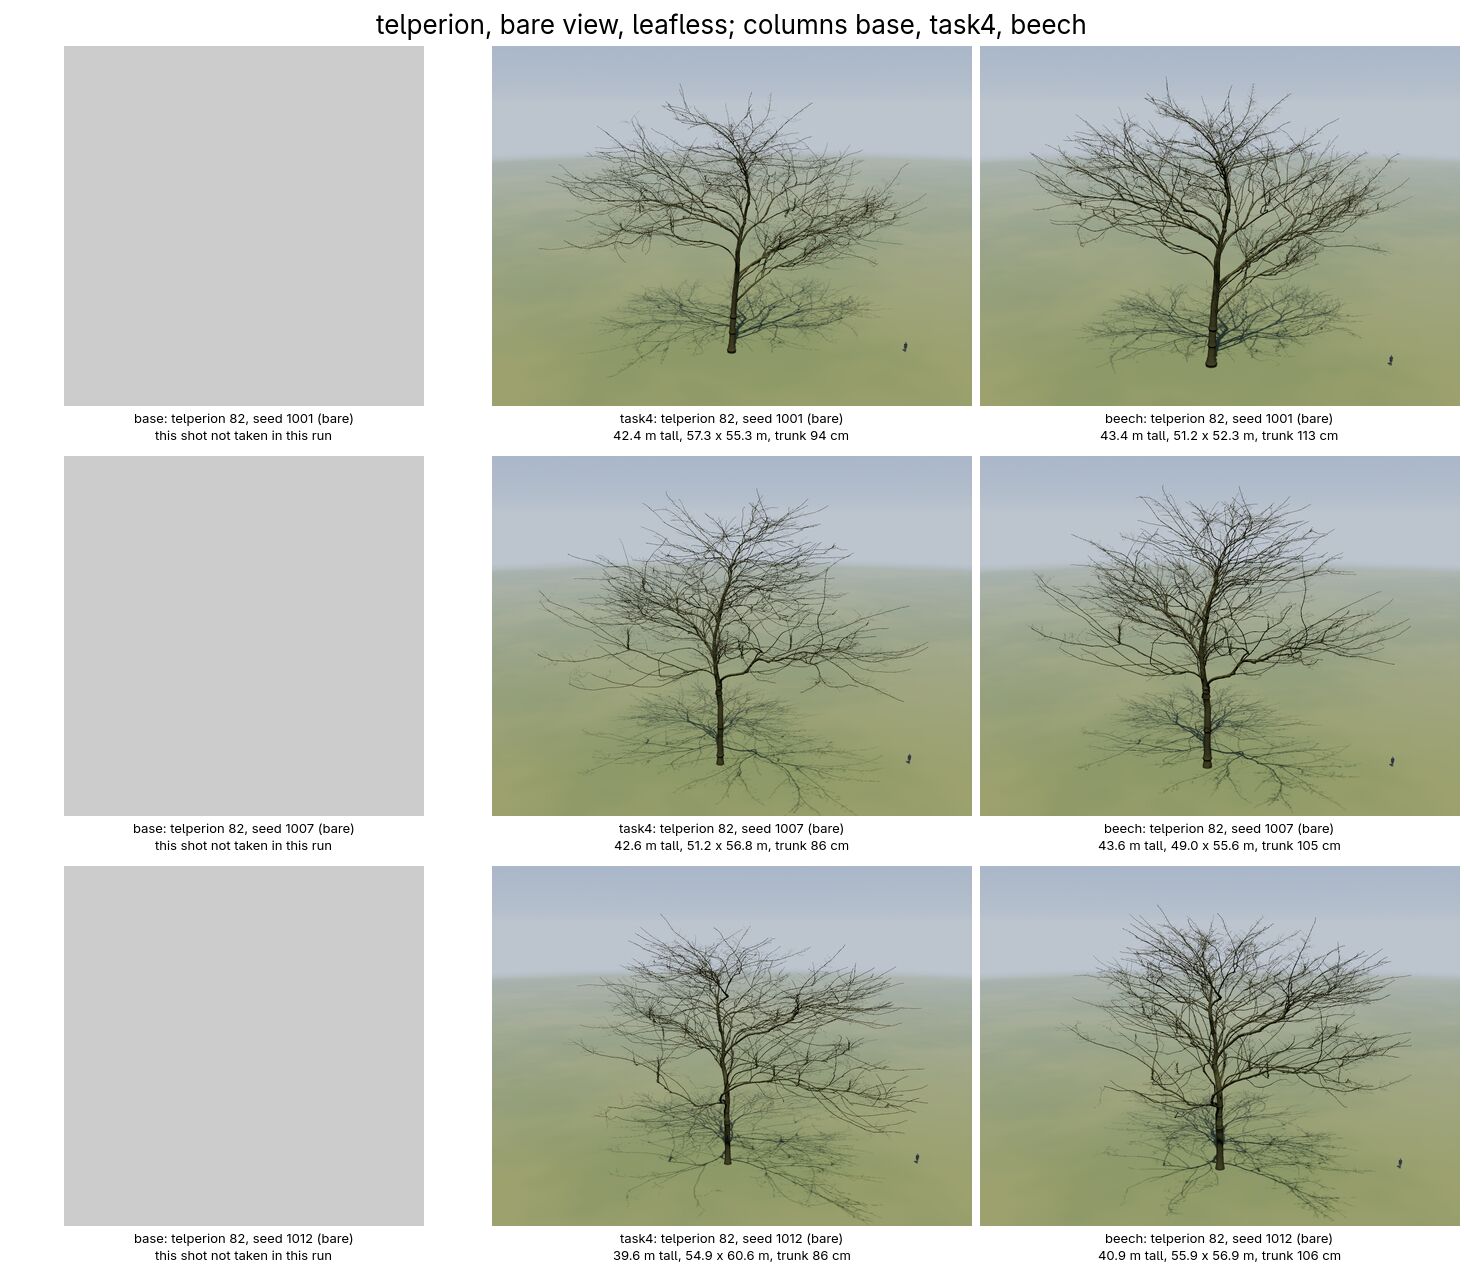 telperion, bare view, leafless; columns base, task4, beech
base: telperion 82, seed 1001 (bare)
this shot not taken in this run
task4: telperion 82, seed 1001 (bare)
42.4 m tall, 57.3 x 55.3 m, trunk 94 cm
beech: telperion 82, seed 1001 (bare)
43.4 m tall, 51.2 x 52.3 m, trunk 113 cm
base: telperion 82, seed 1007 (bare)
this shot not taken in this run
task4: telperion 82, seed 1007 (bare)
42.6 m tall, 51.2 x 56.8 m, trunk 86 cm
beech: telperion 82, seed 1007 (bare)
43.6 m tall, 49.0 x 55.6 m, trunk 105 cm
base: telperion 82, seed 1012 (bare)
this shot not taken in this run
task4: telperion 82, seed 1012 (bare)
39.6 m tall, 54.9 x 60.6 m, trunk 86 cm
beech: telperion 82, seed 1012 (bare)
40.9 m tall, 55.9 x 56.9 m, trunk 106 cm